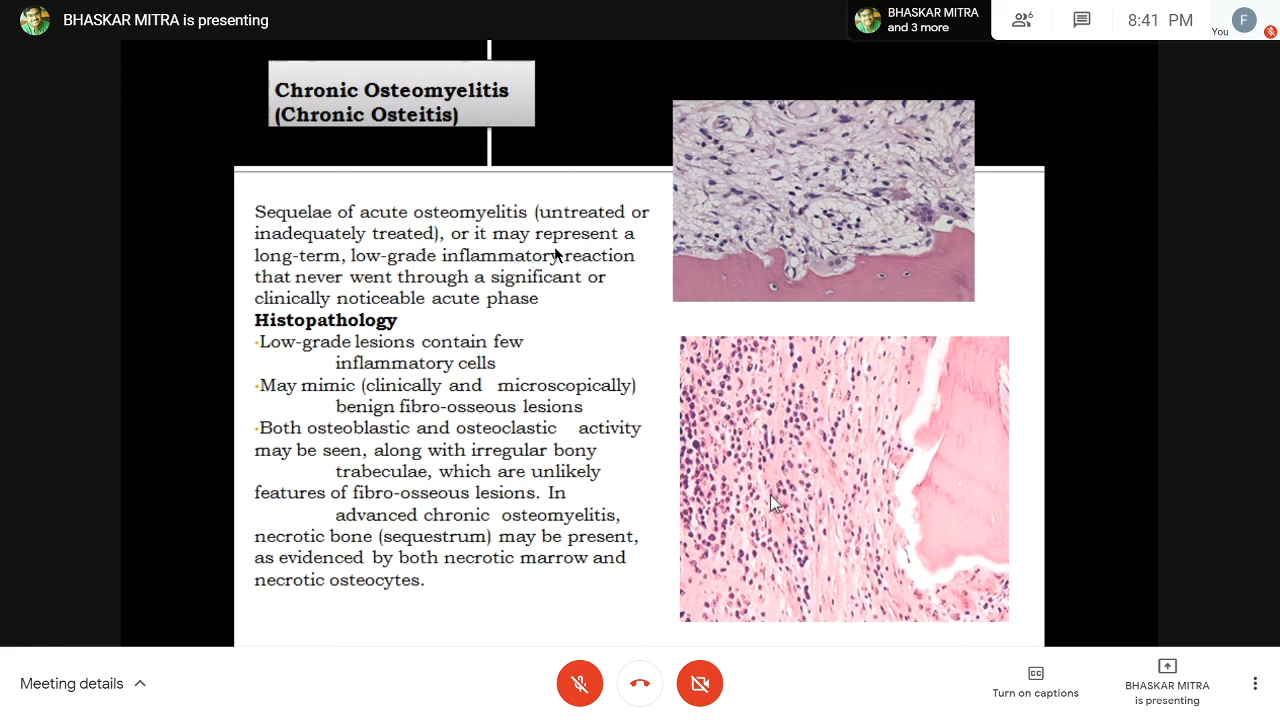 BHASKAR MITRA is presenting
BHASKAR MITRA
and 3 more
6
8:41 PM
You
F
Chronic Osteomyelitis
(Chronic Osteitis)
Sequelae of acute osteomyelitis (untreated or
inadequately treated), or it may represent a
long-term, low-grade inflammatory reaction
that never went through a significant or
clinically noticeable acute phase
Histopathology
•Low-grade lesions contain few
inflammatory cells
•May mimic (clinically and microscopically)
benign fibro-osseous lesions
•Both osteoblastic and osteoclastic activity
may be seen, along with irregular bony
trabeculae, which are unlikely
features of fibro-osseous lesions. In
advanced chronic osteomyelitis,
necrotic bone (sequestrum) may be present,
as evidenced by both necrotic marrow and
necrotic osteocytes.
Meeting details
CC
Turn on captions
BHASKAR MITRA
is presenting